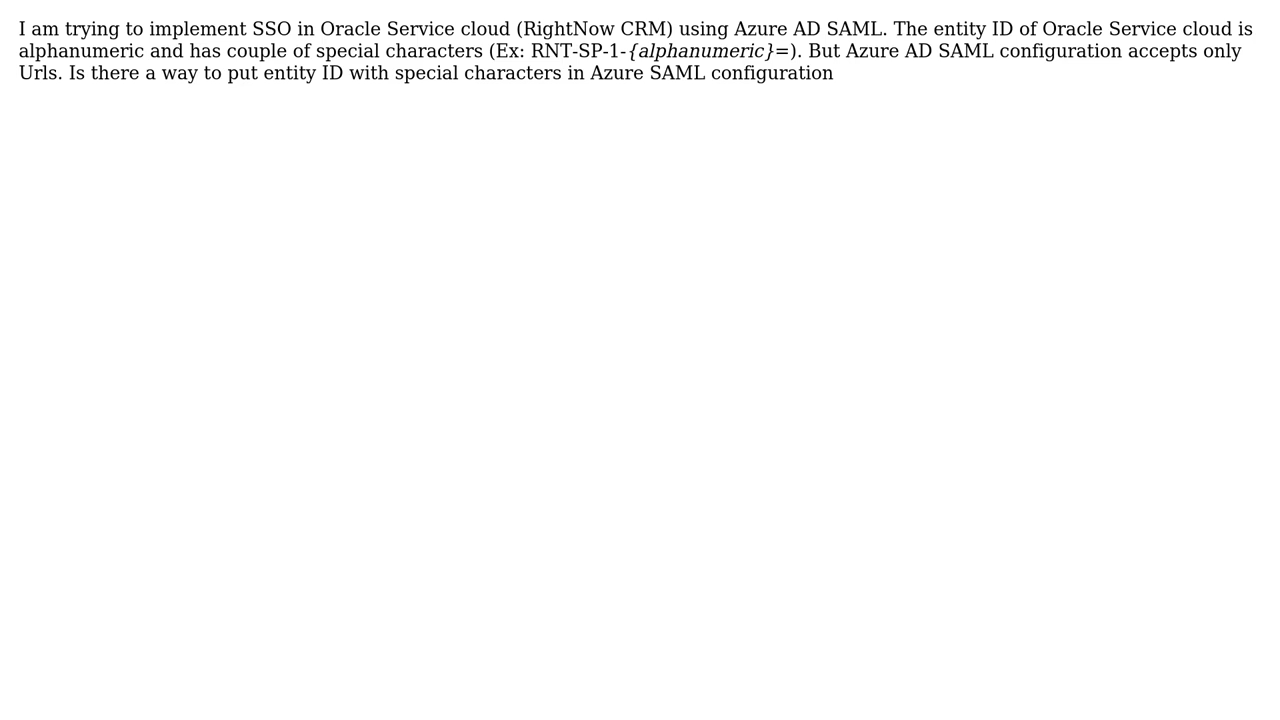 I am trying to implement SSO in Oracle Service cloud (RightNow CRM) using Azure AD SAML. The entity ID of Oracle Service cloud is
alphanumeric and has couple of special characters (Ex: RNT-SP-1-{alphanumeric}=). But Azure AD SAML configuration accepts only
Urls. Is there a way to put entity ID with special characters in Azure SAML configuration